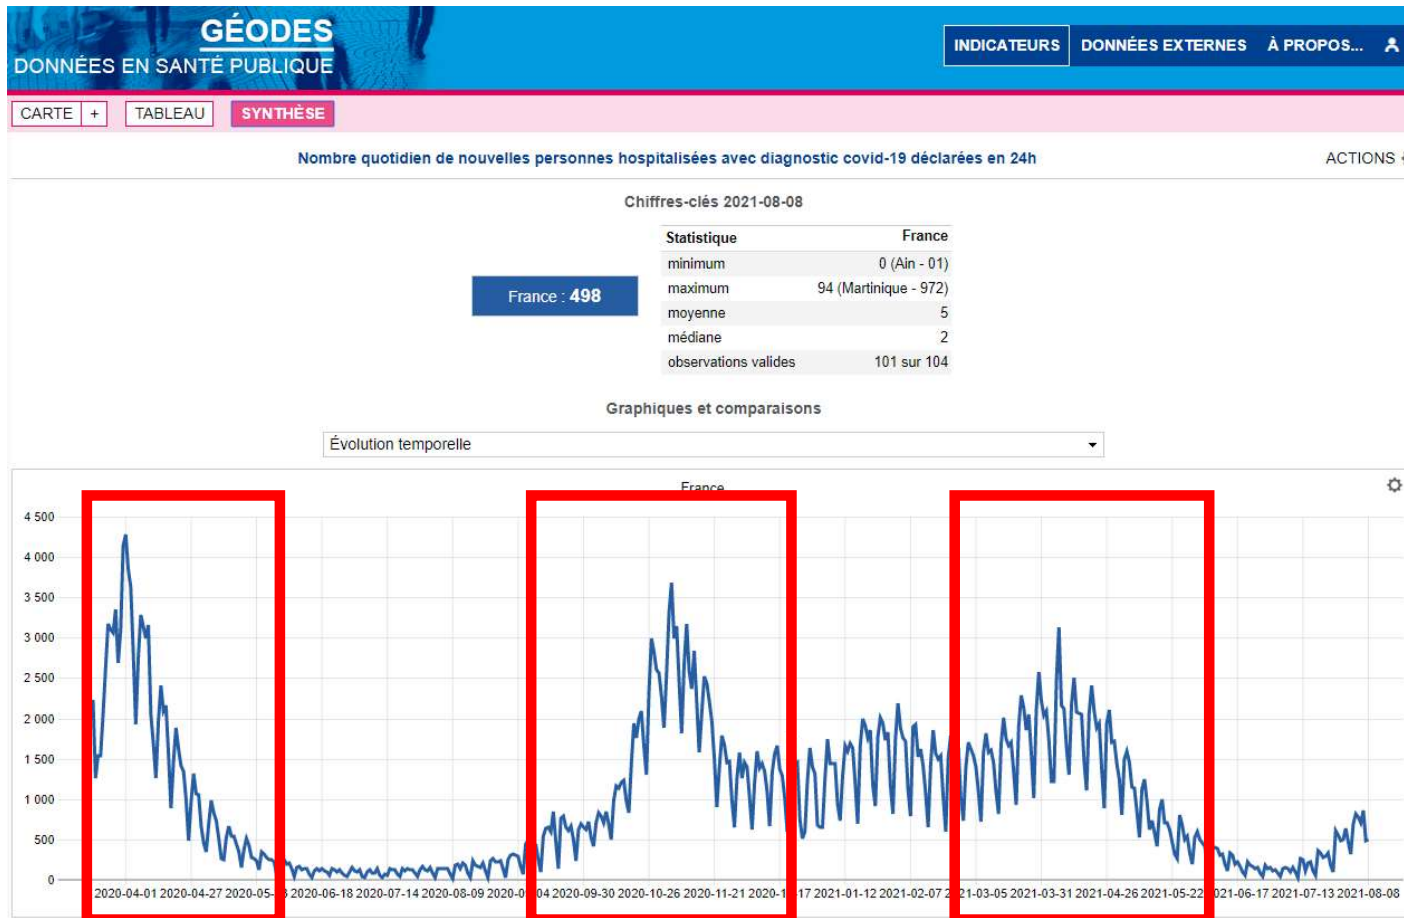 GÉODES
DONNÉES EN SANTÉ PUBLIQUE
INDICATEURS DONNÉES EXTERNES À PROPOS...
CARTE + TABLEAU SYNTHÈSE
Nombre quotidien de nouvelles personnes hospitalisées avec diagnostic covid-19 déclarées en 24h ACTIONS
Chiffres-clés 2021-08-08
France : 498
Statistique France
minimum 0 (Ain - 01)
maximum 94 (Martinique - 972)
moyenne 5
médiane 2
observations valides 101 sur 104
Graphiques et comparaisons
Évolution temporelle
France
4 500
4 000
3 500
3 000
2 500
2 000
1 500
1 000
500
0
2020-04-01 2020-04-27 2020-06-18 2020-07-14 2020-08-09 2020-09-30 2020-10-26 2020-11-21 2021-01-12 2021-02-07 2021-03-31 2021-04-26 2021-05-22 2021-07-13 2021-08-08